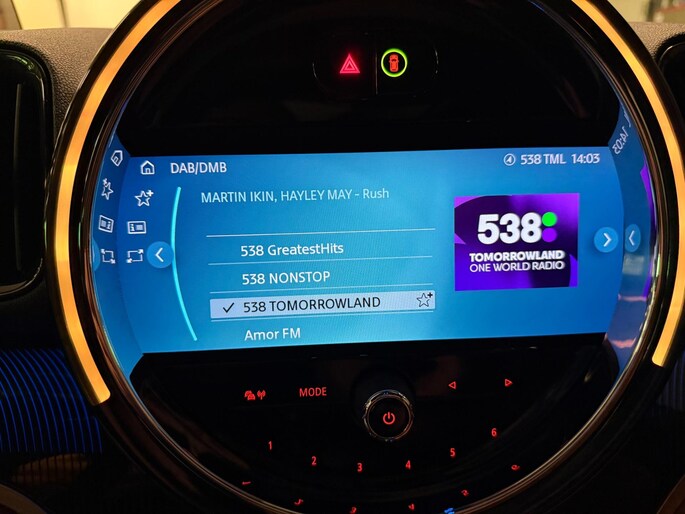 DAB/DMB
538 TML 14:03
MARTIN IKIN, HAYLEY MAY - Rush
538 GreatestHits
538 NONSTOP
538 TOMORROWLAND
Amor FM
538
TOMORROWLAND
ONE WORLD RADIO
MODE
1
2
3
4
5
6